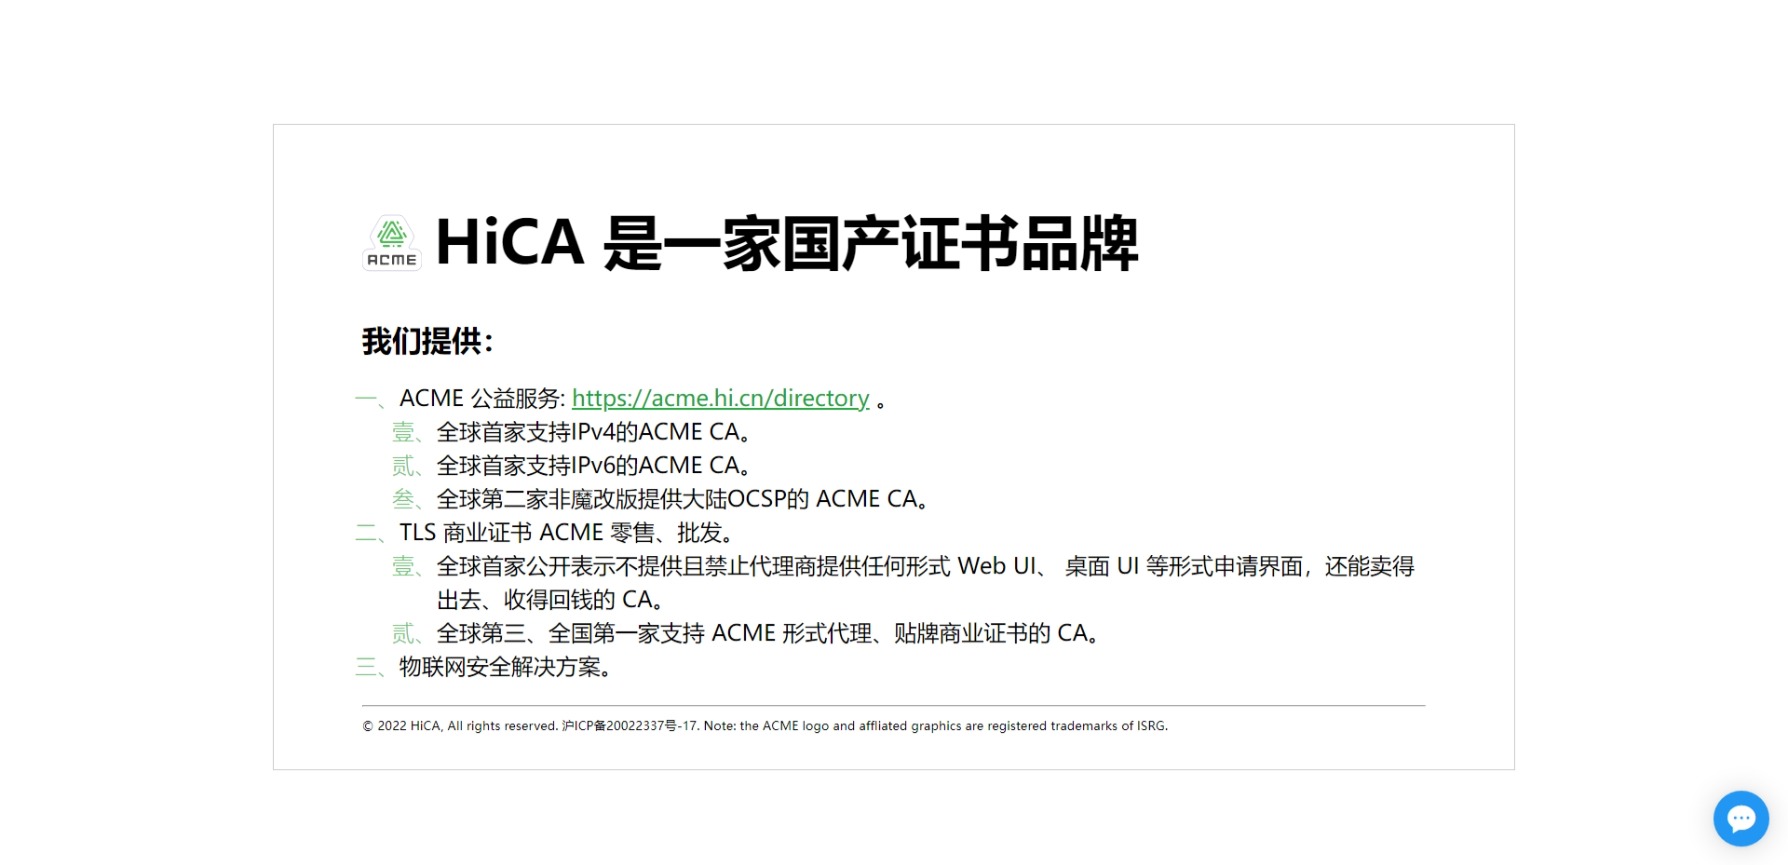 ACME
HiCA 是一家国产证书品牌
我们提供：
一、ACME 公益服务: https://acme.hi.cn/directory 。
壹、全球首家支持IPv4的ACME CA。
贰、全球首家支持IPv6的ACME CA。
叁、全球第二家非魔改版提供大陆OCSP的 ACME CA。
二、TLS 商业证书 ACME 零售、批发。
壹、全球首家公开表示不提供且禁止代理商提供任何形式 Web UI、 桌面 UI 等形式申请界面，还能卖得
出去、收得回钱的 CA。
贰、全球第三、全国第一家支持 ACME 形式代理、贴牌商业证书的 CA。
三、物联网安全解决方案。
© 2022 HiCA, All rights reserved. 沪ICP备20022337号-17. Note: the ACME logo and affliated graphics are registered trademarks of ISRG.